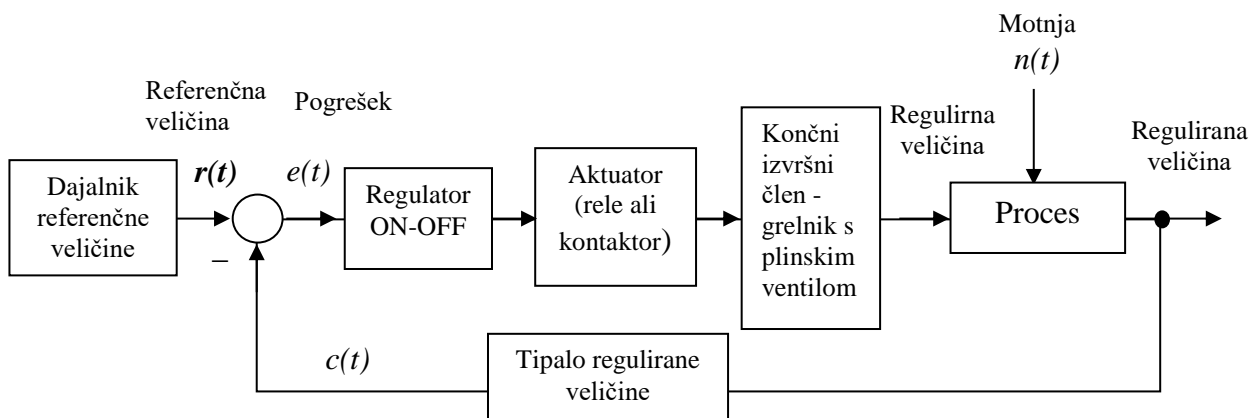 Motnja
n(t)
Referenčna
veličina
Pogrešek
Regulirna
veličina
Regulirana
veličina
Dajalnik
referenčne
veličine
r(t)
e(t)
–
Regulator
ON-OFF
Aktuator
(rele ali
kontaktor)
Končni
izvršni
člen -
grelnik s
plinskim
ventilom
Proces
c(t)
Tipalo regulirane
veličine